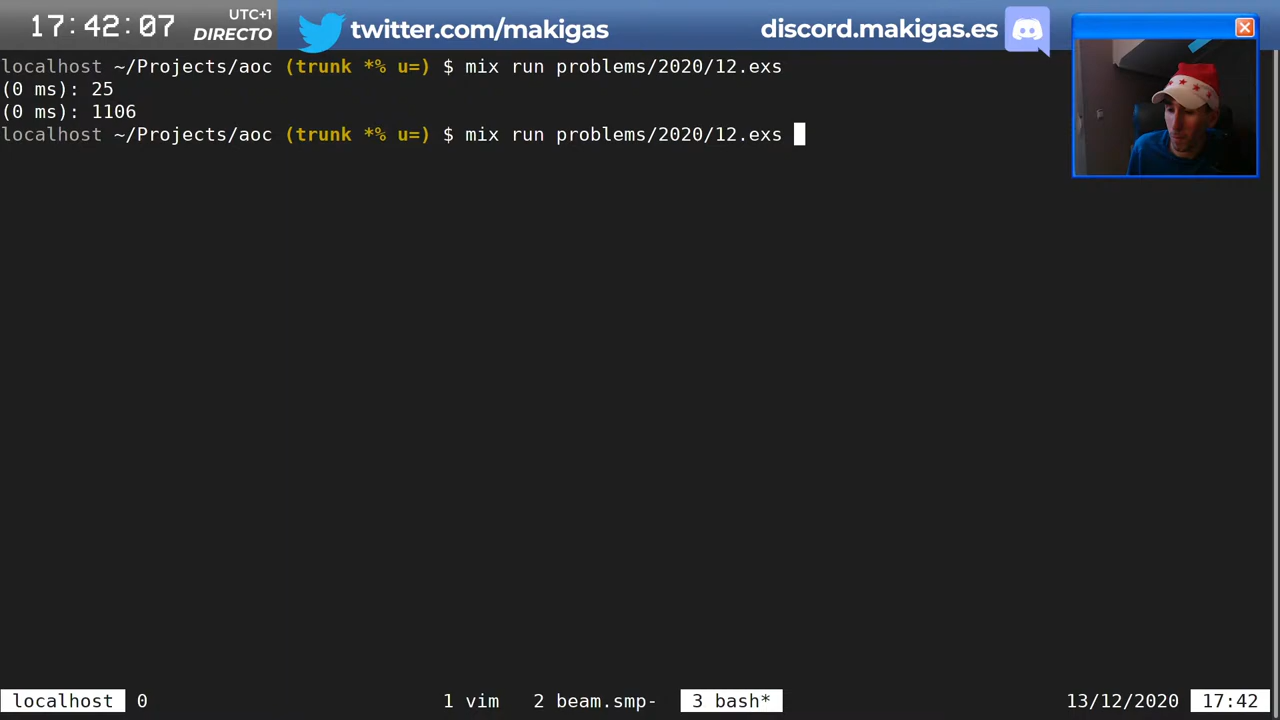 17:42:07
UTC+1
DIRECTO
twitter.com/makigas
discord.makigas.es
localhost ~/Projects/aoc (trunk *% u=) $ mix run problems/2020/12.exs
(0 ms): 25
(0 ms): 1106
localhost ~/Projects/aoc (trunk *% u=) $ mix run problems/2020/12.exs
localhost 0 1 vim 2 beam.smp- 3 bash* 13/12/2020 17:42